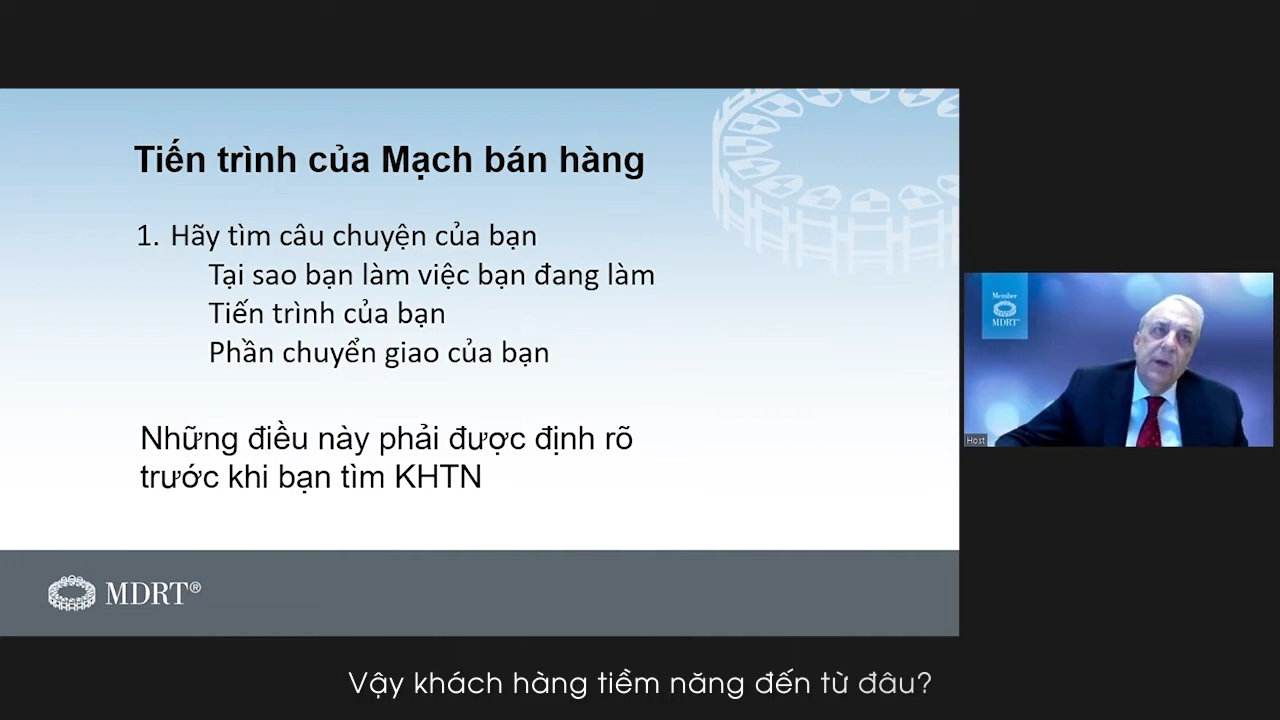 Tiến trình của Mạch bán hàng
1. Hãy tìm câu chuyện của bạn
Tại sao bạn làm việc bạn đang làm
Tiến trình của bạn
Phần chuyển giao của bạn
Những điều này phải được định rõ
trước khi bạn tìm KHTN
MDRT®
Member
MDRT
Host
Vậy khách hàng tiềm năng đến từ đâu?